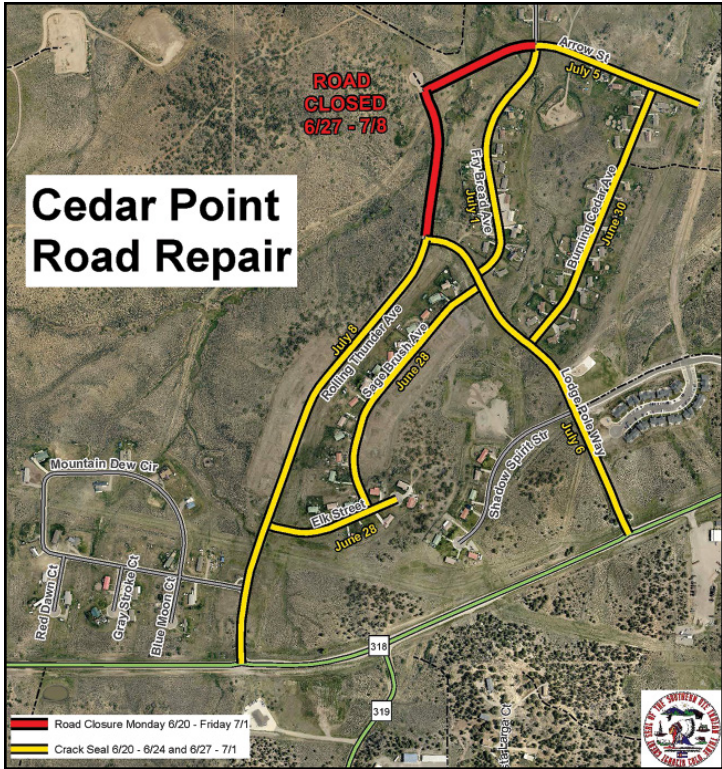 Arrow St
July 5
ROAD
CLOSED
6/27 - 7/8
Fry Bread Ave
July 1
Burning Cedar Ave
June 30
Cedar Point
Road Repair
July 8
Rolling Thunder Ave
Sage Brush Ave
June 28
Lodge Pole Way
July 6
Shadow Spirit Str
Mountain Dew Cir
Elk Street
June 28
Red Dawn Ct
Gray Stroke Ct
Blue Moon Ct
318
319
Larga Ct
Road Closure Monday 6/20 - Friday 7/1
Crack Seal 6/20 - 6/24 and 6/27 - 7/1